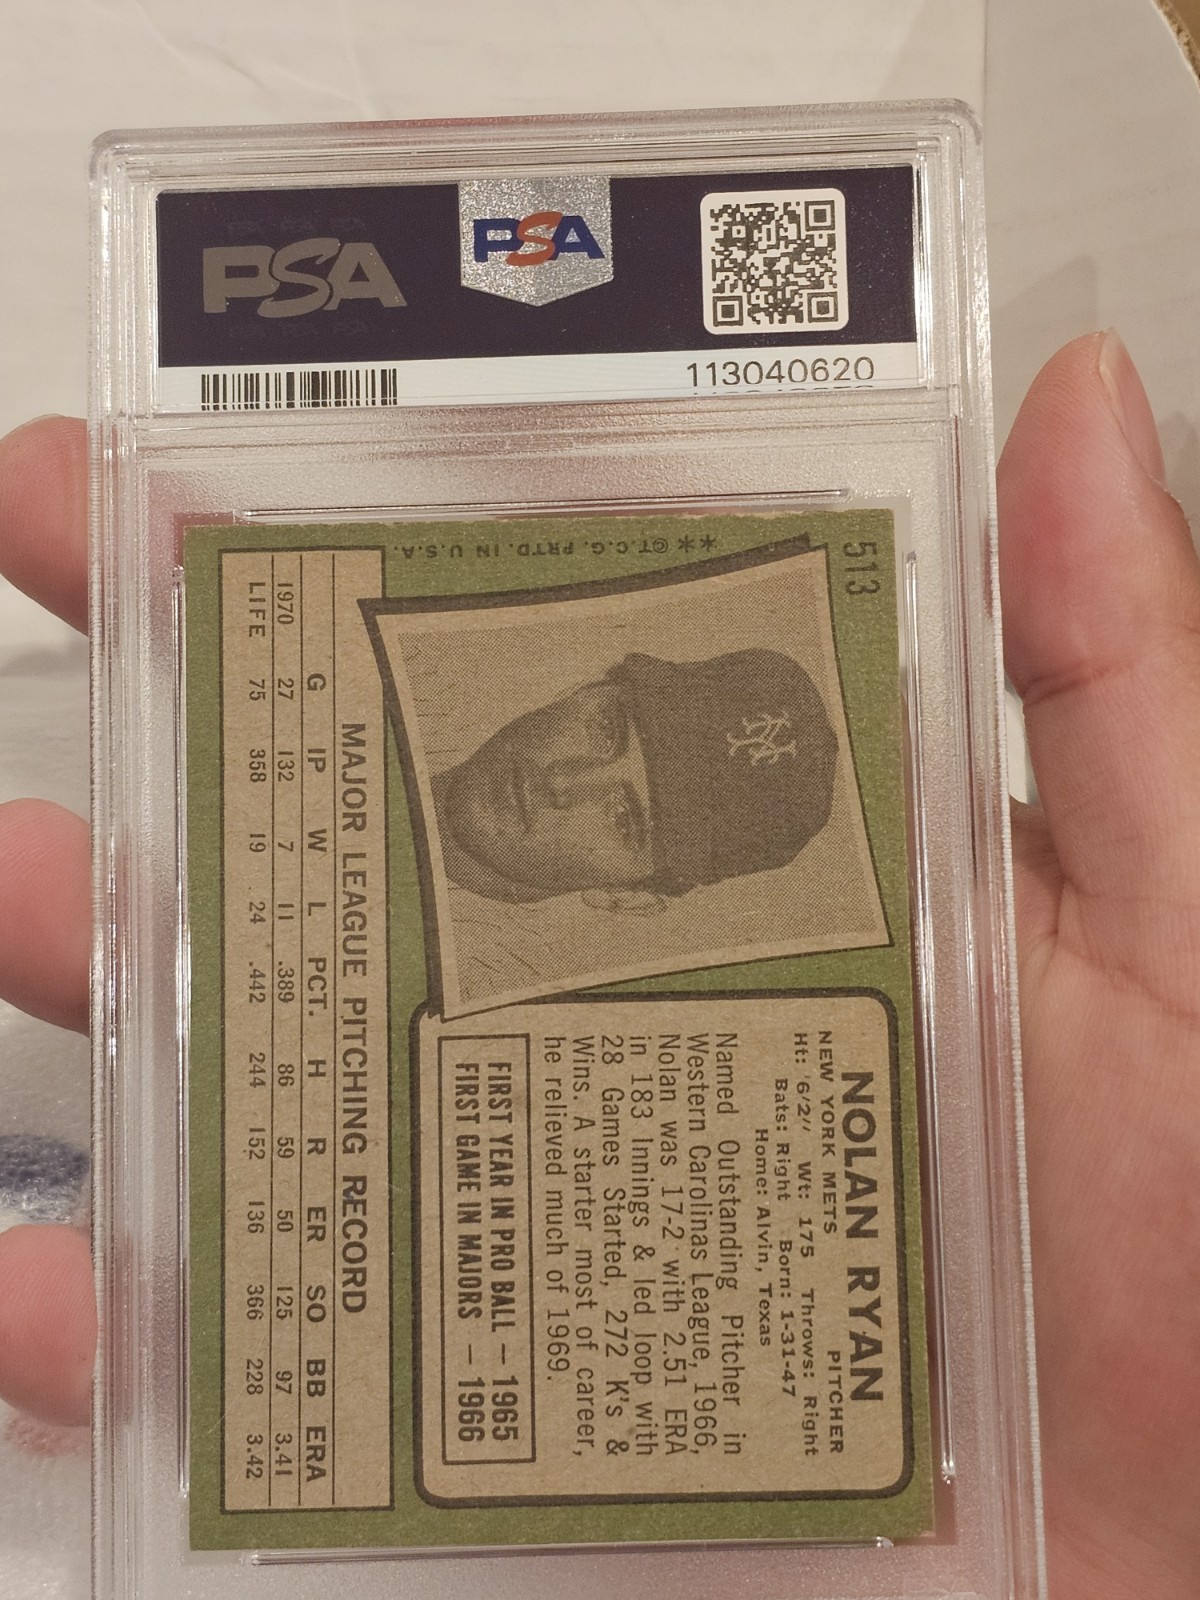 PSA
PSA
113040620
513
**©T.C.G. PRTD. IN U.S.A.
NY
NOLAN RYAN
NEW YORK METS PITCHER
Ht: 6'2" Wt: 175 Throws: Right
Bats: Right Born: 1-31-47
Home: Alvin, Texas
Named Outstanding Pitcher in
Western Carolinas League, 1966,
Nolan was 17-2 with 2.51 ERA
in 183 Innings & led loop with
28 Games Started, 272 K's &
Wins. A starter most of career,
he relieved much of 1969.
FIRST YEAR IN PRO BALL — 1965
FIRST GAME IN MAJORS — 1966
MAJOR LEAGUE PITCHING RECORD
G IP W L PCT. H R ER SO BB ERA
1970 27 132 7 11 .389 86 59 50 125 97 3.41
LIFE 75 358 19 24 .442 244 152 136 366 228 3.42